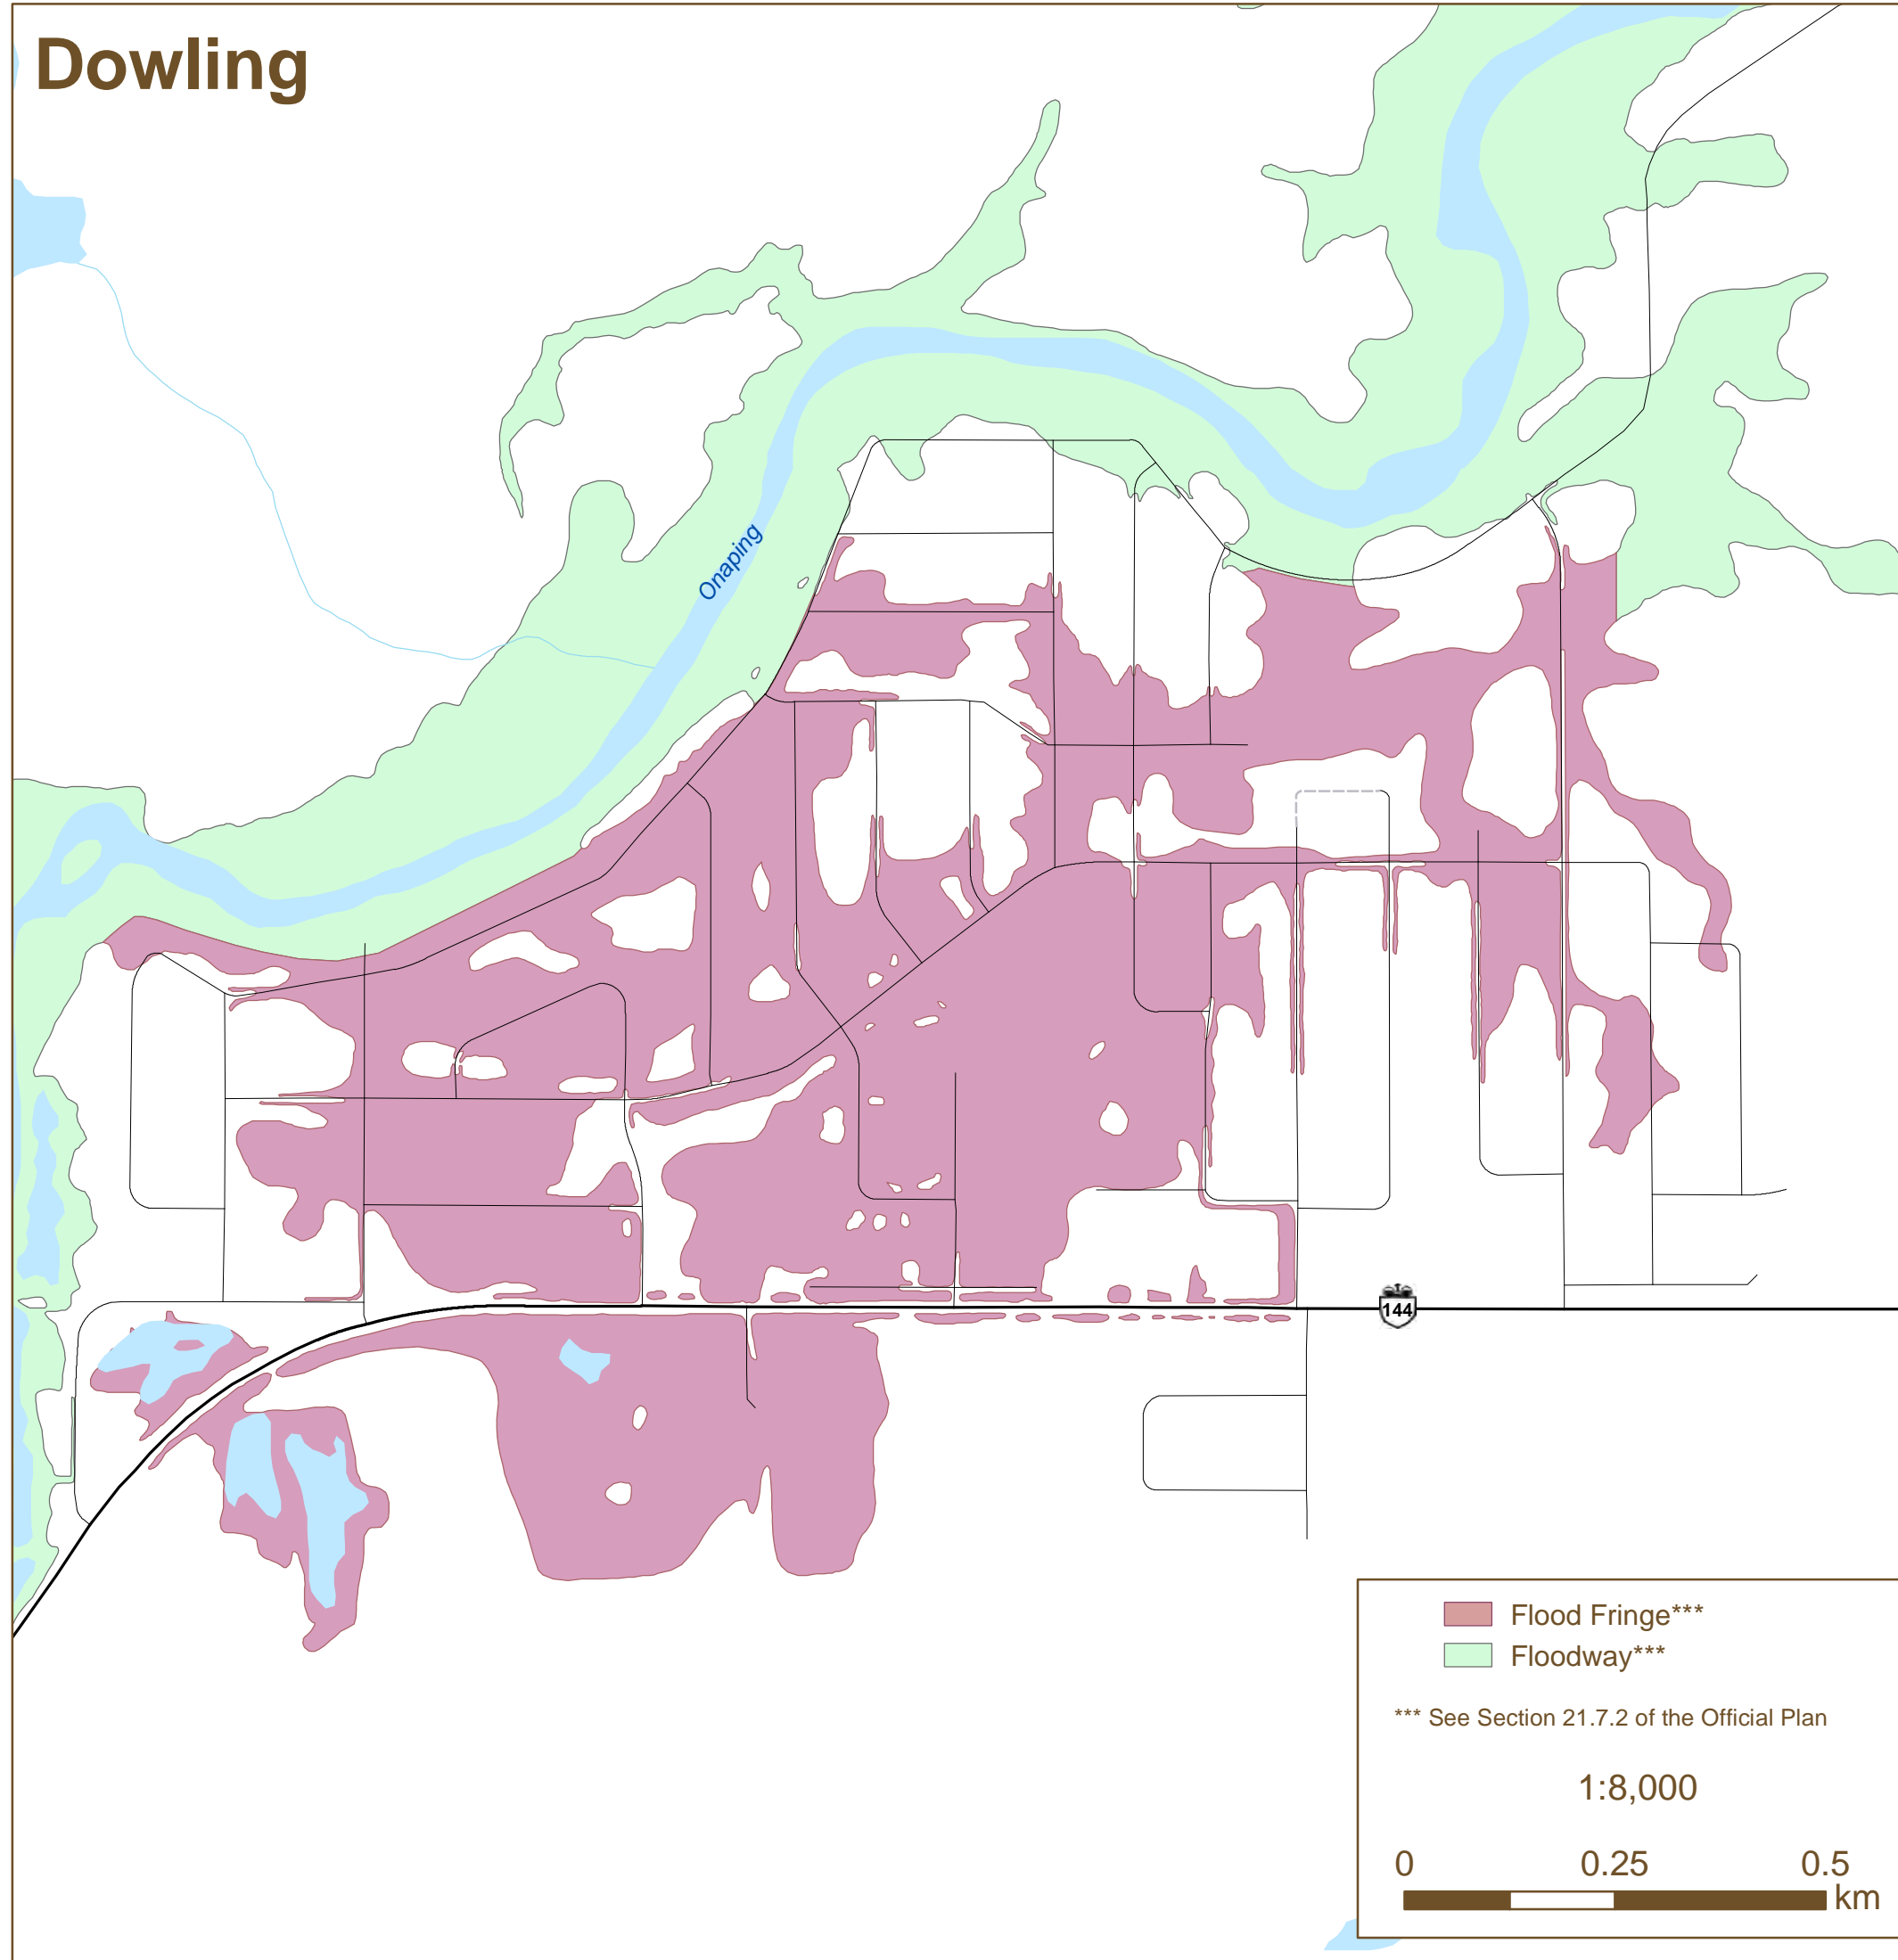 Dowling
Onaping
144
Flood Fringe***
Floodway***
*** See Section 21.7.2 of the Official Plan
1:8,000
0 0.25 0.5
km